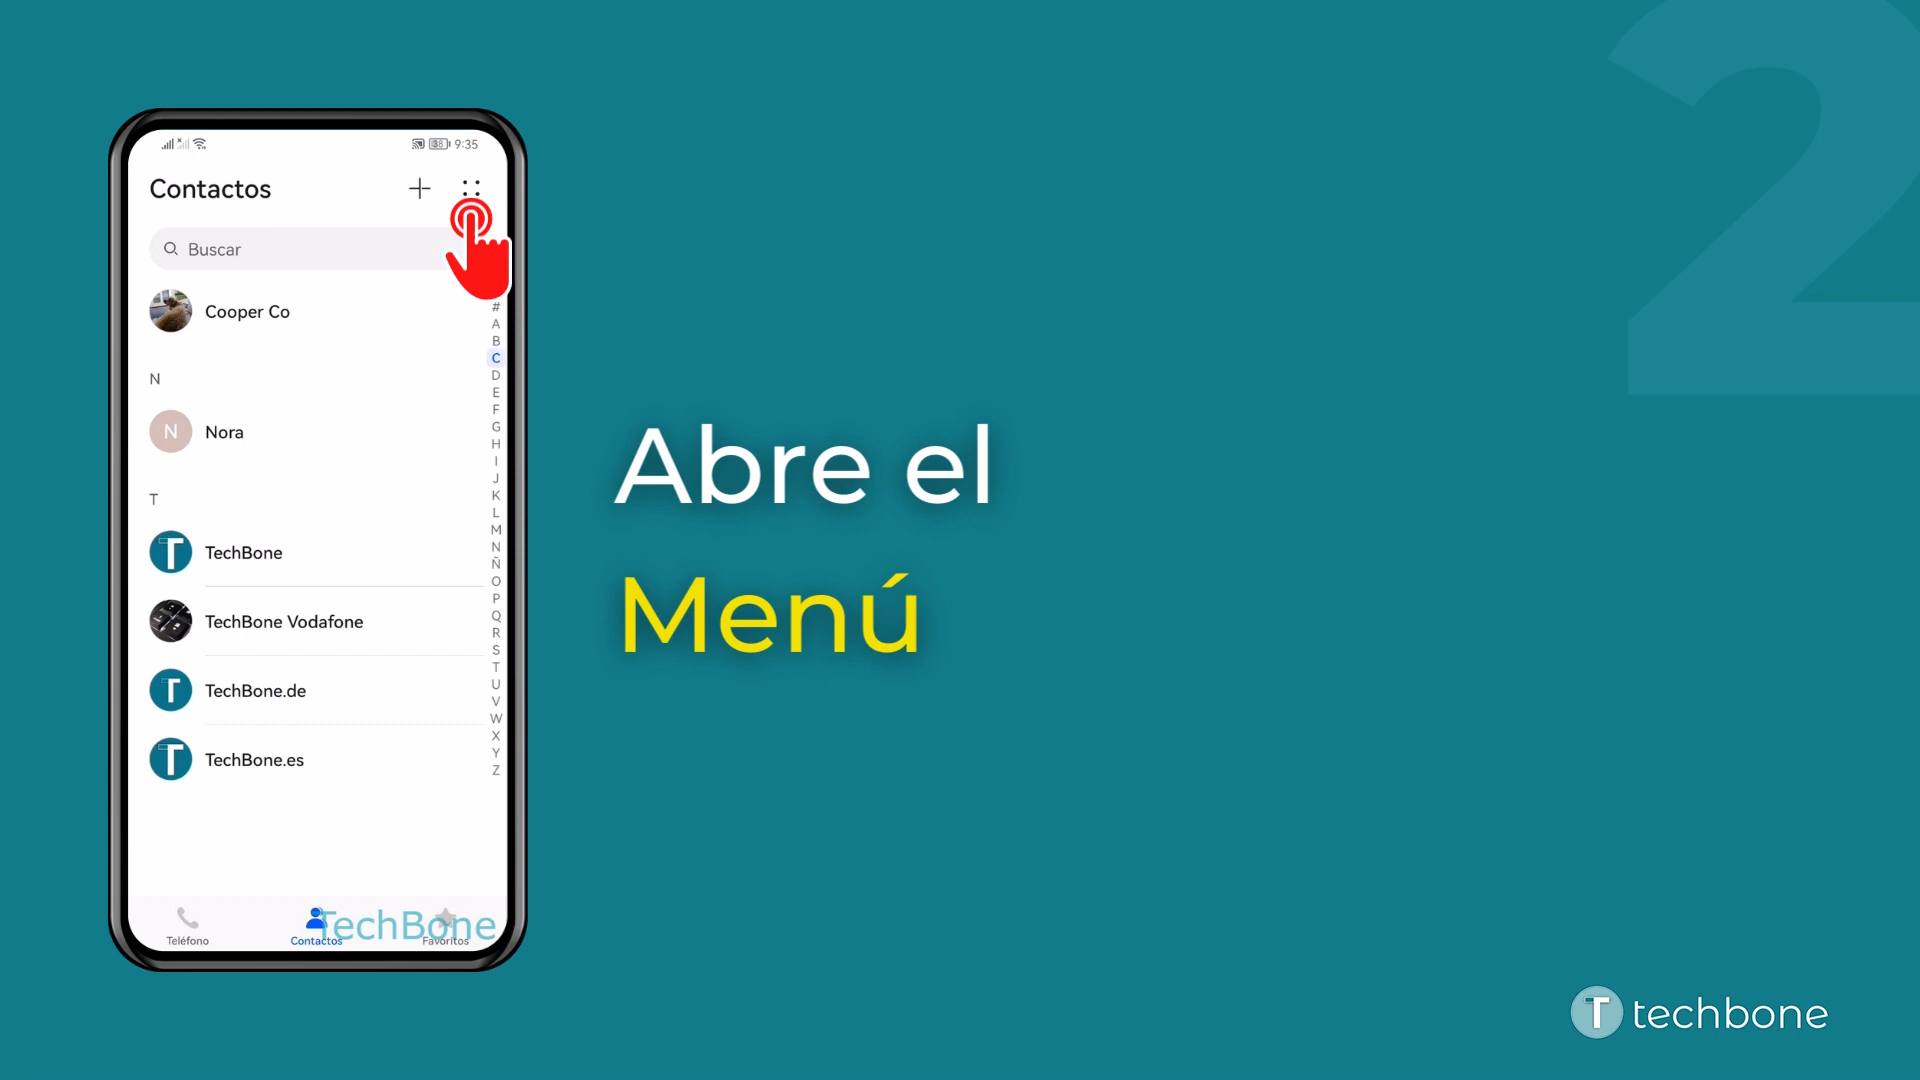 2
38 9:35
Contactos
Buscar
Cooper Co
N
N Nora
T
T TechBone
TechBone Vodafone
T TechBone.de
T TechBone.es
#
A
B
C
D
E
F
G
H
I
J
K
L
M
N
Ñ
O
P
Q
R
S
T
U
V
W
X
Y
Z
TechBone
Teléfono Contactos Favoritos
Abre el
Menú
T techbone